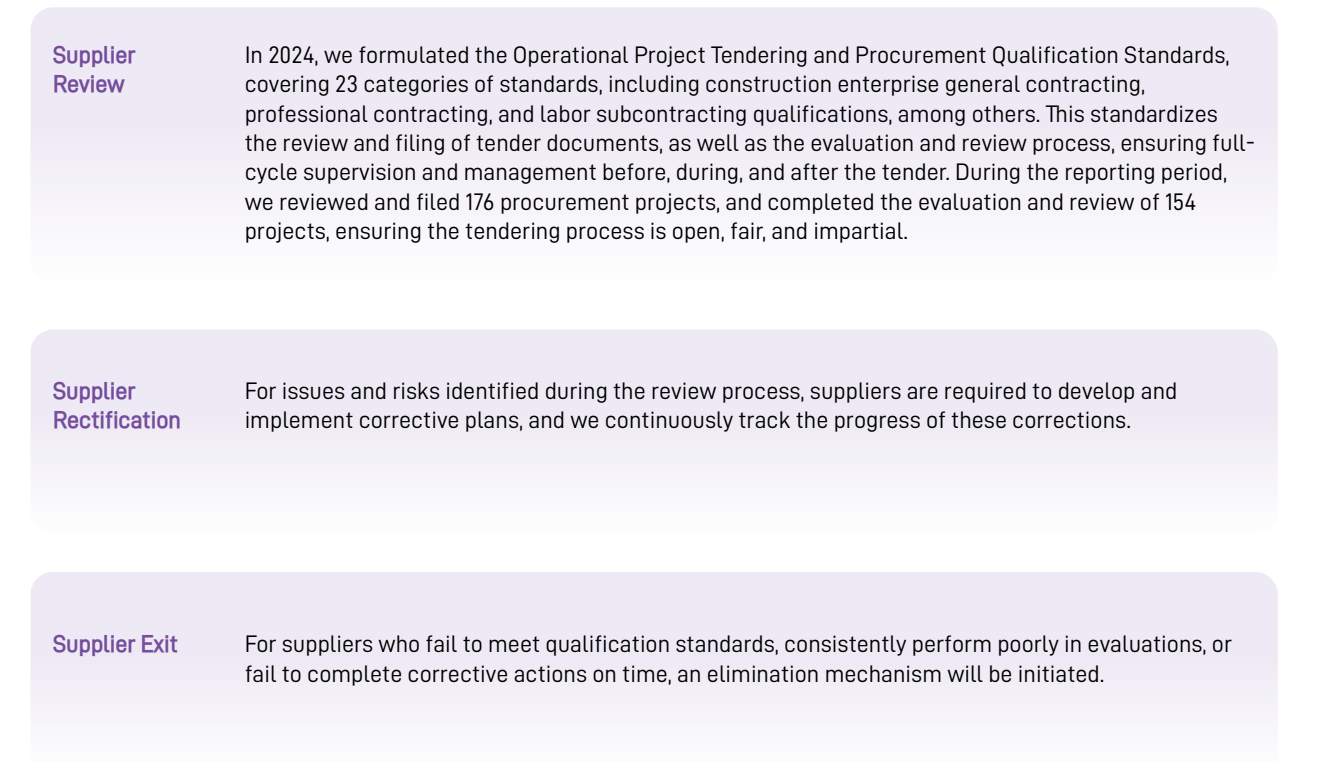 Supplier
Review
In 2024, we formulated the Operational Project Tendering and Procurement Qualification Standards,
covering 23 categories of standards, including construction enterprise general contracting,
professional contracting, and labor subcontracting qualifications, among others. This standardizes
the review and filing of tender documents, as well as the evaluation and review process, ensuring full-
cycle supervision and management before, during, and after the tender. During the reporting period,
we reviewed and filed 176 procurement projects, and completed the evaluation and review of 154
projects, ensuring the tendering process is open, fair, and impartial.
Supplier
Rectification
For issues and risks identified during the review process, suppliers are required to develop and
implement corrective plans, and we continuously track the progress of these corrections.
Supplier Exit
For suppliers who fail to meet qualification standards, consistently perform poorly in evaluations, or
fail to complete corrective actions on time, an elimination mechanism will be initiated.